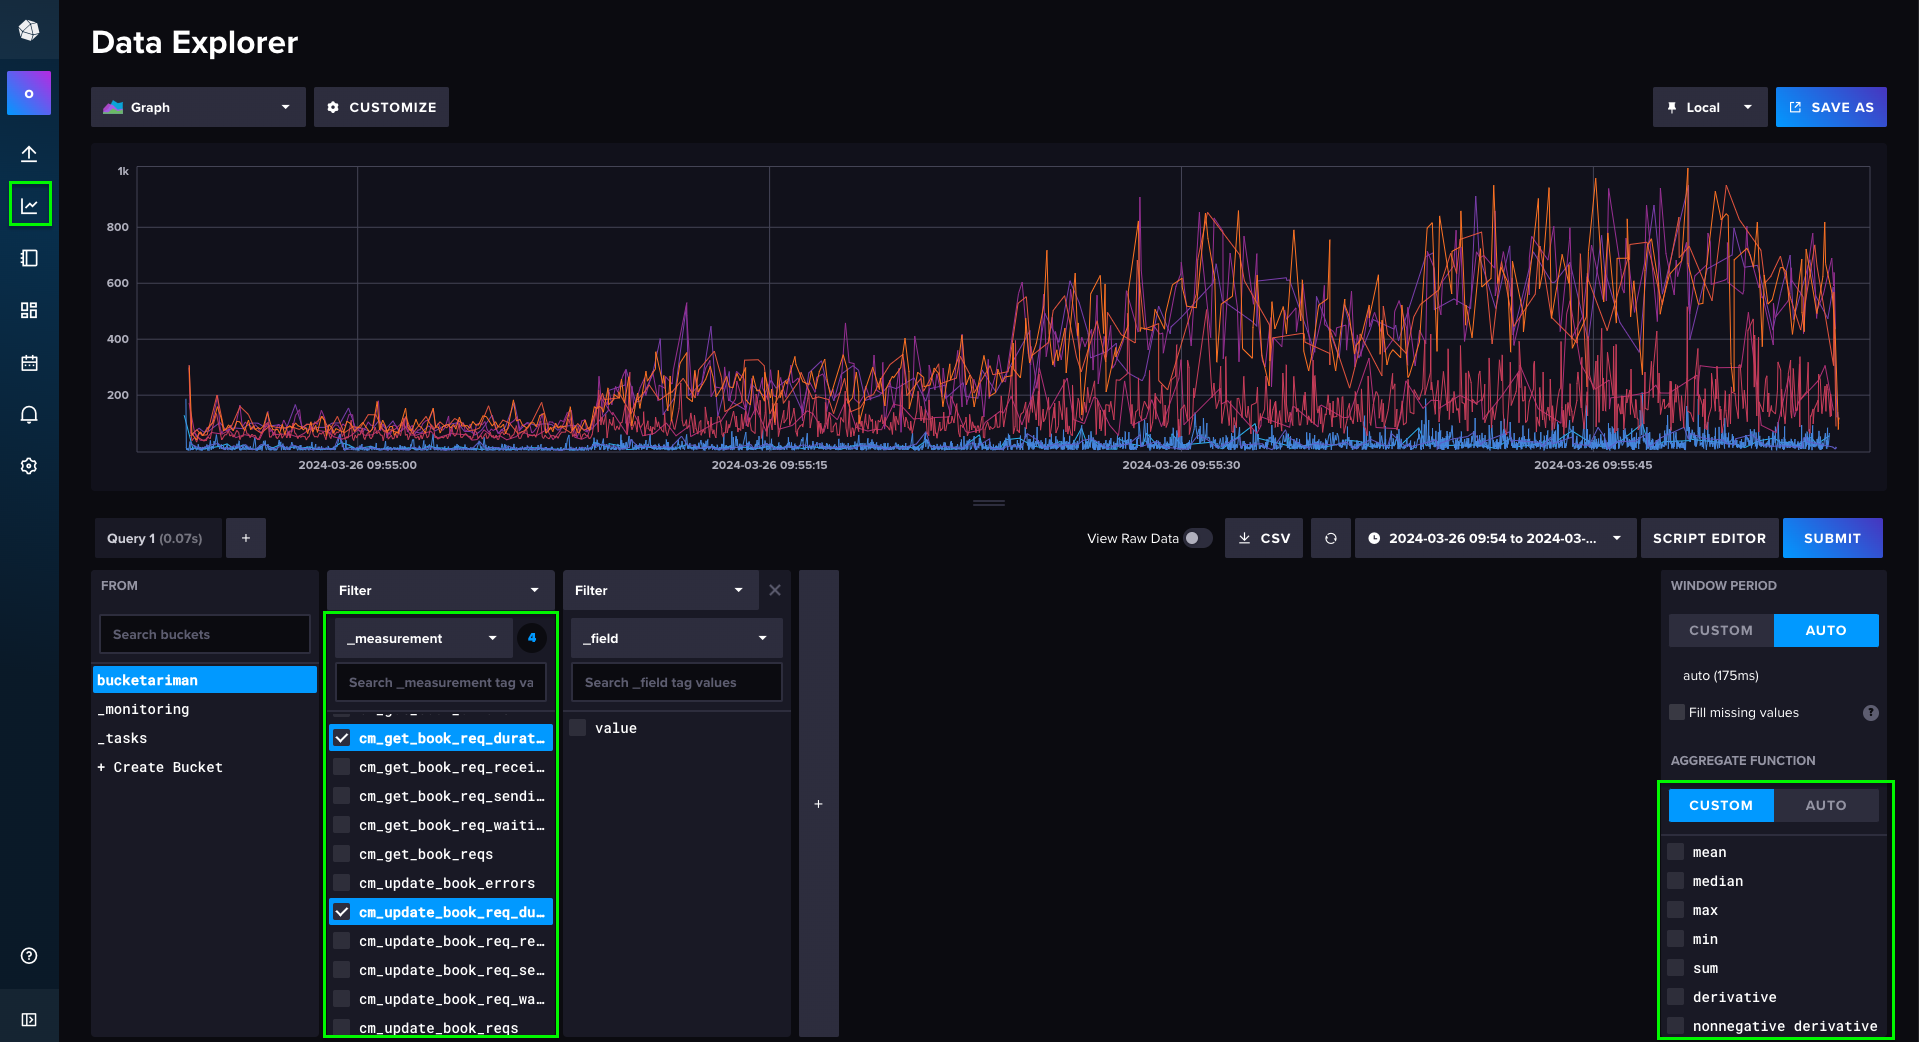 Data Explorer
o
Graph
CUSTOMIZE
Local
SAVE AS
1k
800
600
400
200
2024-03-26 09:55:00
2024-03-26 09:55:15
2024-03-26 09:55:30
2024-03-26 09:55:45
Query 1 (0.07s)
+
View Raw Data
CSV
2024-03-26 09:54 to 2024-03-...
SCRIPT EDITOR
SUBMIT
FROM
Search buckets
bucketariman
_monitoring
_tasks
+ Create Bucket
Filter
_measurement
4
Search _measurement tag va
cm_get_book_req_durat…
cm_get_book_req_recei…
cm_get_book_req_sendi…
cm_get_book_req_waiti…
cm_get_book_reqs
cm_update_book_errors
cm_update_book_req_du…
cm_update_book_req_re…
cm_update_book_req_se…
cm_update_book_req_wa…
cm_update_book_reqs
Filter
_field
Search _field tag values
value
+
WINDOW PERIOD
CUSTOM
AUTO
auto (175ms)
Fill missing values
?
AGGREGATE FUNCTION
CUSTOM
AUTO
mean
median
max
min
sum
derivative
nonnegative derivative